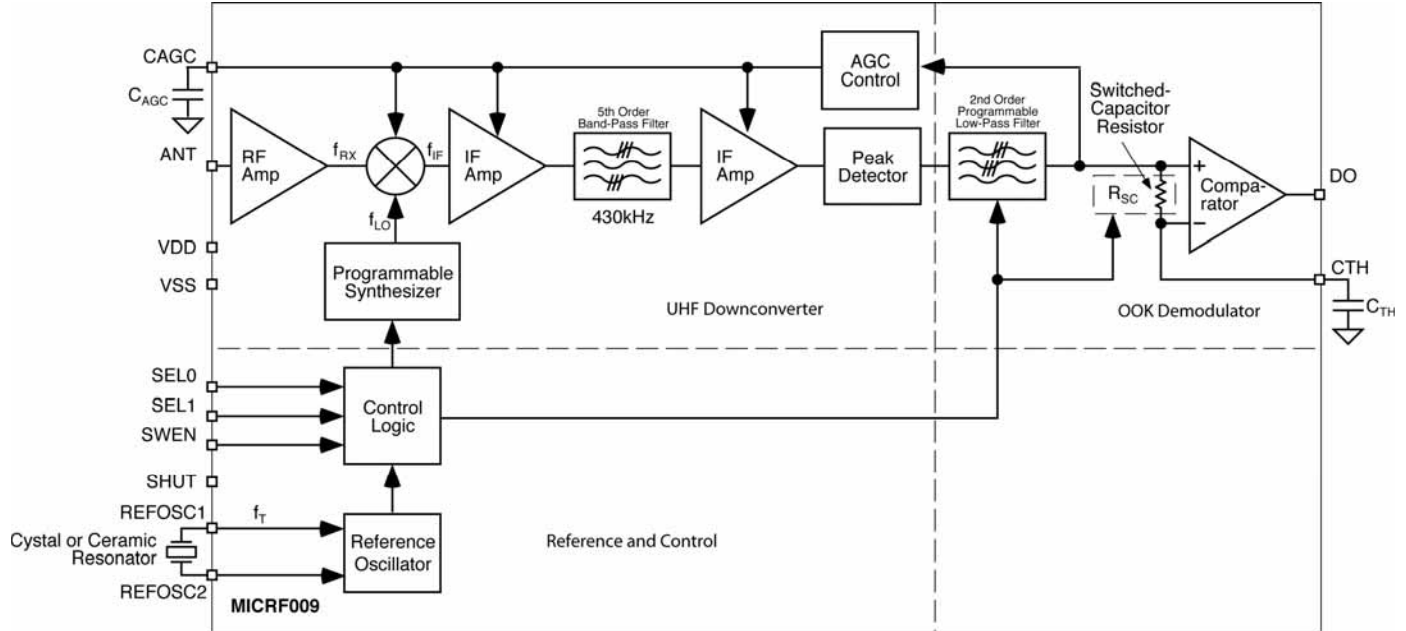 CAGC
C_AGC
ANT
VDD
VSS
SEL0
SEL1
SWEN
SHUT
REFOSC1
Cystal or Ceramic
Resonator
REFOSC2
AGC
Control
RF
Amp
f_RX
f_IF
f_LO
IF
Amp
5th Order
Band-Pass Filter
430kHz
IF
Amp
Peak
Detector
2nd Order
Programmable
Low-Pass Filter
Switched-
Capacitor
Resistor
R_SC
+
Compa-
rator
−
DO
CTH
C_TH
Programmable
Synthesizer
UHF Downconverter
OOK Demodulator
Control
Logic
f_T
Reference
Oscillator
Reference and Control
MICRF009